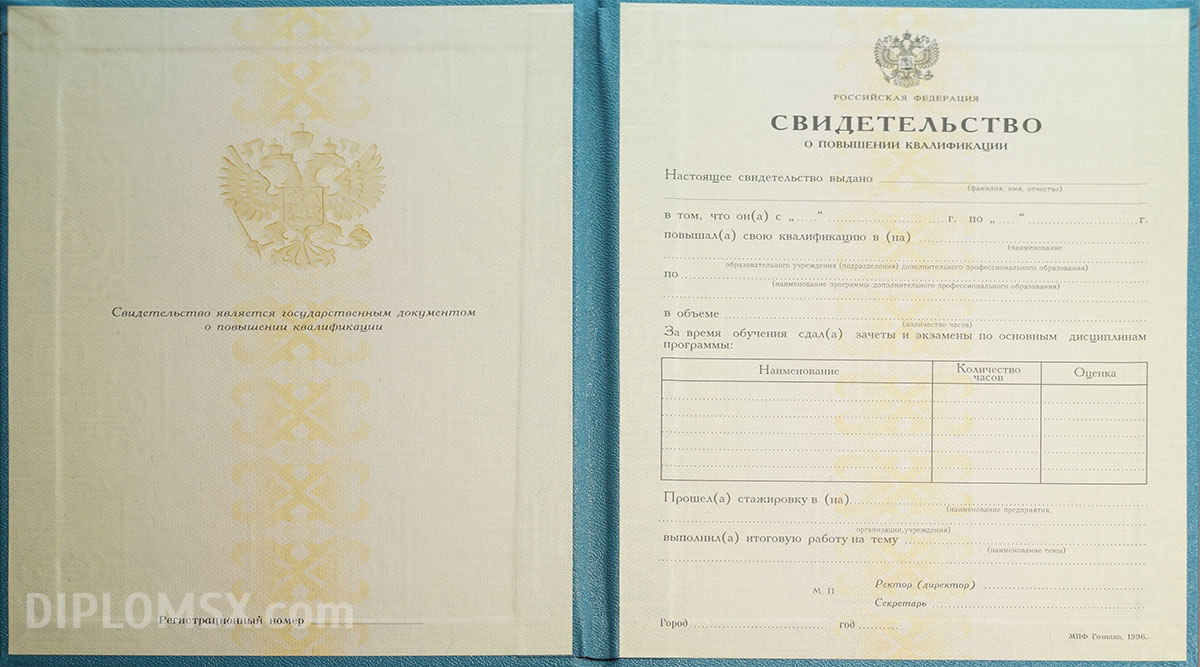 Свидетельство является государственным документом
о повышении квалификации
DIPLOMSX.com
Регистрационный номер
РОССИЙСКАЯ ФЕДЕРАЦИЯ
СВИДЕТЕЛЬСТВО
О ПОВЫШЕНИИ КВАЛИФИКАЦИИ
Настоящее свидетельство выдано
(фамилия, имя, отчество)
в том, что он(а) с „.....“ ........ г. по „.....“ ........ г.
повышал(а) свою квалификацию в (на)
(наименование
образовательного учреждения (подразделения) дополнительного профессионального образования)
по
(наименование программы дополнительного профессионального образования)
в объеме
(количество часов)
За время обучения сдал(а) зачеты и экзамены по основным дисциплинам
программы:
Наименование Количество часов Оценка
Прошел(а) стажировку в (на)
(наименование предприятия,
организации,учреждения)
выполнил(а) итоговую работу на тему
(наименование темы)
М. П. Ректор (директор)
Секретарь
Город ........ год ........
МПФ Гознака. 1996.